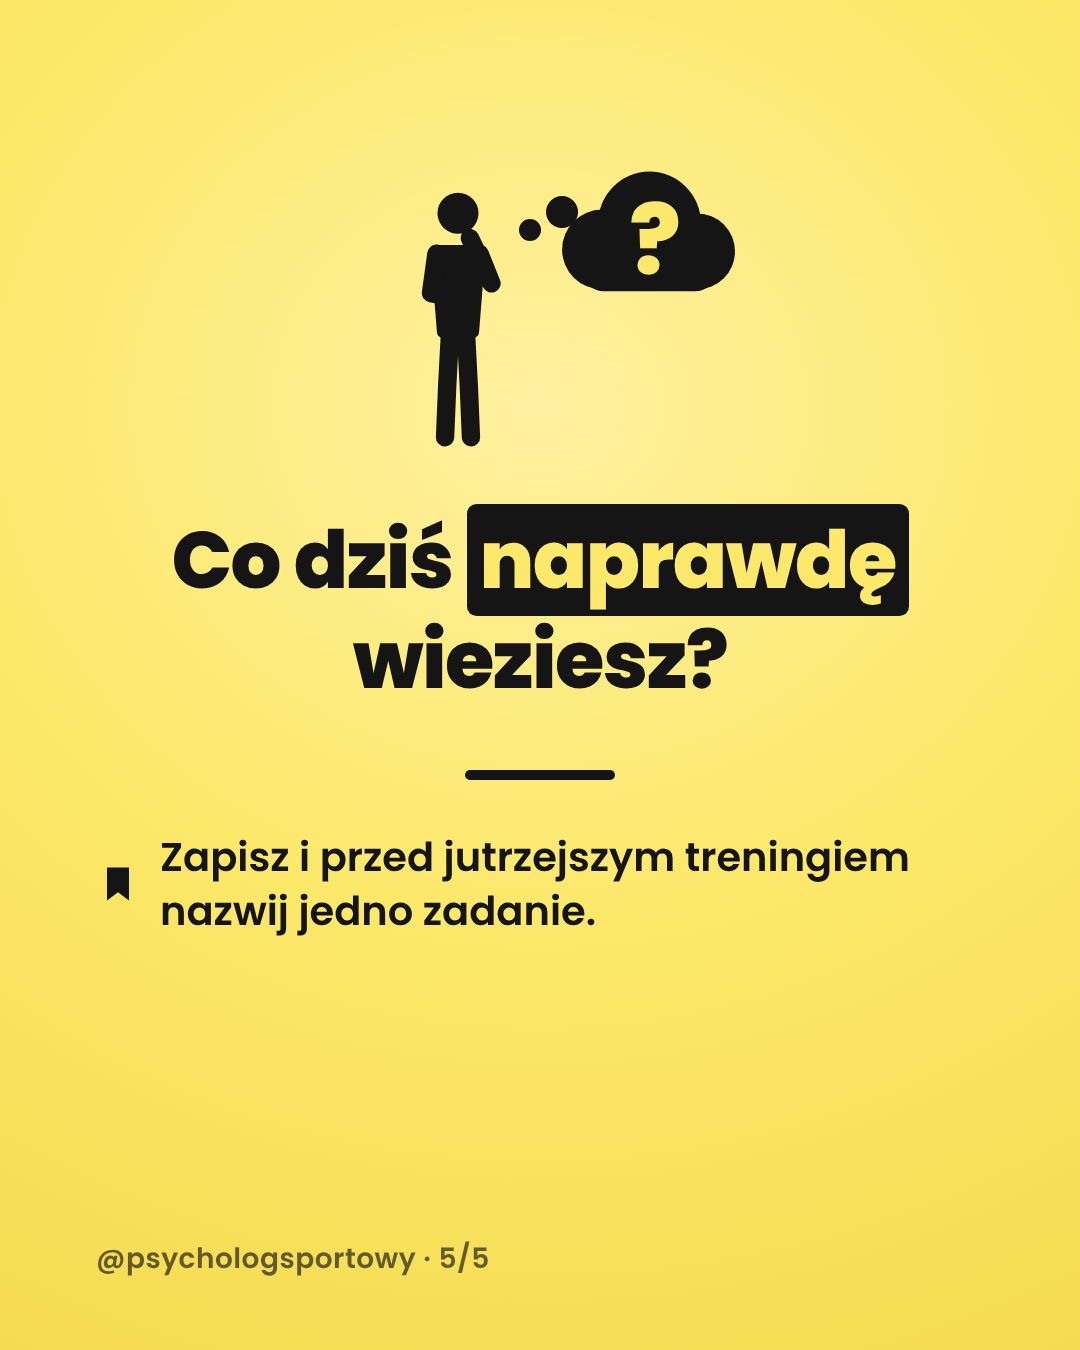 ?
Co dziś naprawdę
wieziesz?
Zapisz i przed jutrzejszym treningiem
nazwij jedno zadanie.
@psychologsportowy · 5/5